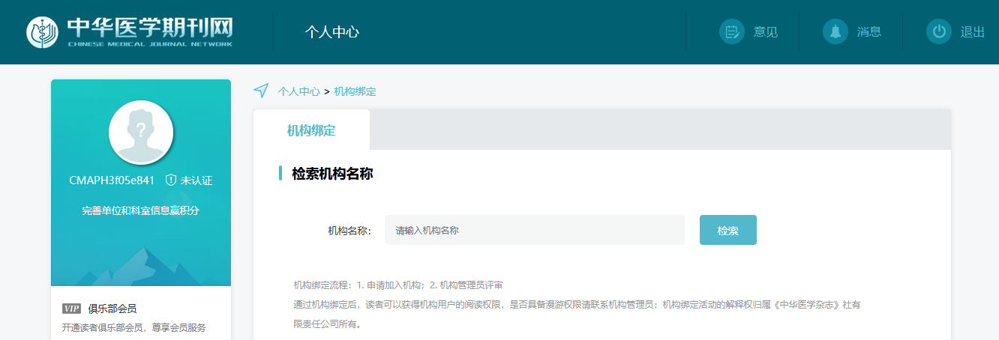 中华医学期刊网
CHINESE MEDICAL JOURNAL NETWORK
个人中心
意见
消息
退出
个人中心 > 机构绑定
机构绑定
?
CMAPH3f05e841 未认证
完善单位和科室信息赢积分
检索机构名称
机构名称：
请输入机构名称
检索
机构绑定流程：1. 申请加入机构；2. 机构管理员评审
通过机构绑定后，读者可以获得机构用户的阅读权限，是否具备漫游权限请联系机构管理员；机构绑定活动的解释权归属《中华医学杂志》社有
限责任公司所有。
VIP 俱乐部会员
开通读者俱乐部会员，尊享会员服务